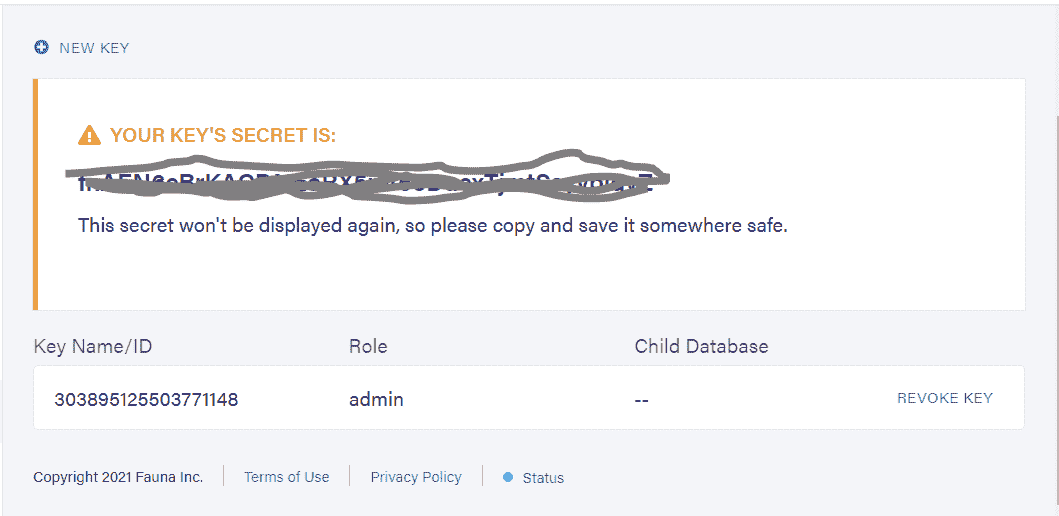 NEW KEY
YOUR KEY'S SECRET IS:
This secret won't be displayed again, so please copy and save it somewhere safe.
Key Name/ID Role Child Database
303895125503771148 admin -- REVOKE KEY
Copyright 2021 Fauna Inc. Terms of Use Privacy Policy Status